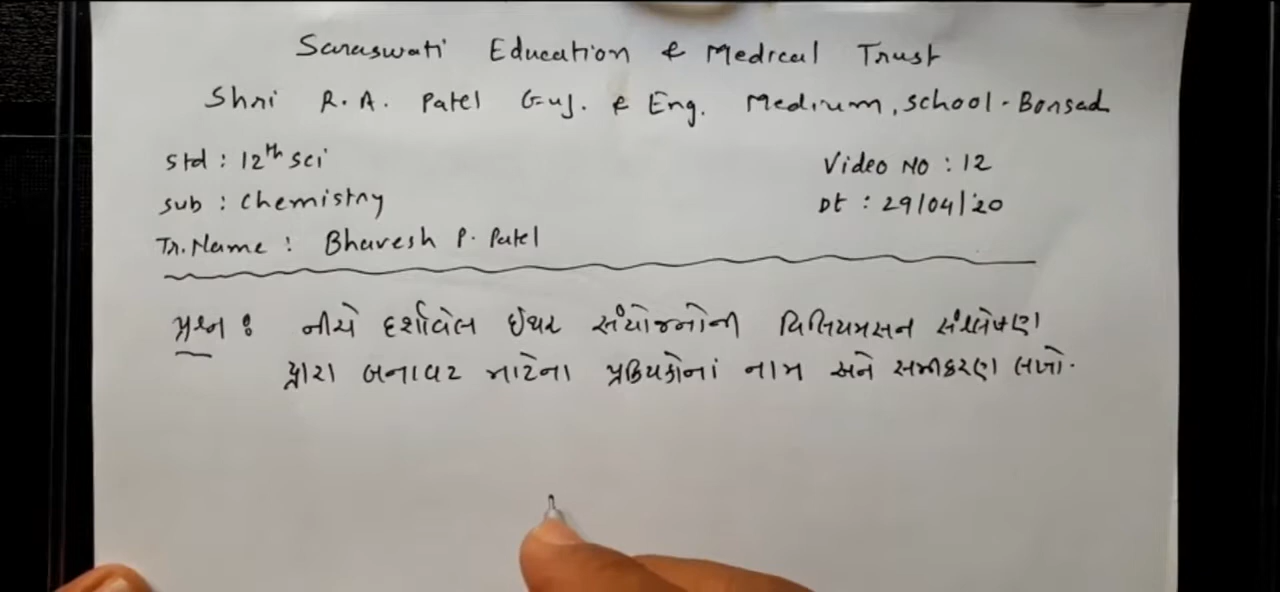 Saraswati Education & Medical Trust
Shri R.A. Patel Guj. & Eng. Medium, School - Borsad
Std : 12th Sci
Video No : 12
Sub : Chemistry
Dt : 29/04/20
Tr. Name : Bhavesh P. Patel
પ્રશ્ન : નીચે દર્શાવેલ ઈથર સંયોજનોની વિલિયમસન સંશ્લેષણ
દ્વારા બનાવટ માટેના પ્રક્રિયકોનાં નામ અને સમીકરણ લખો.